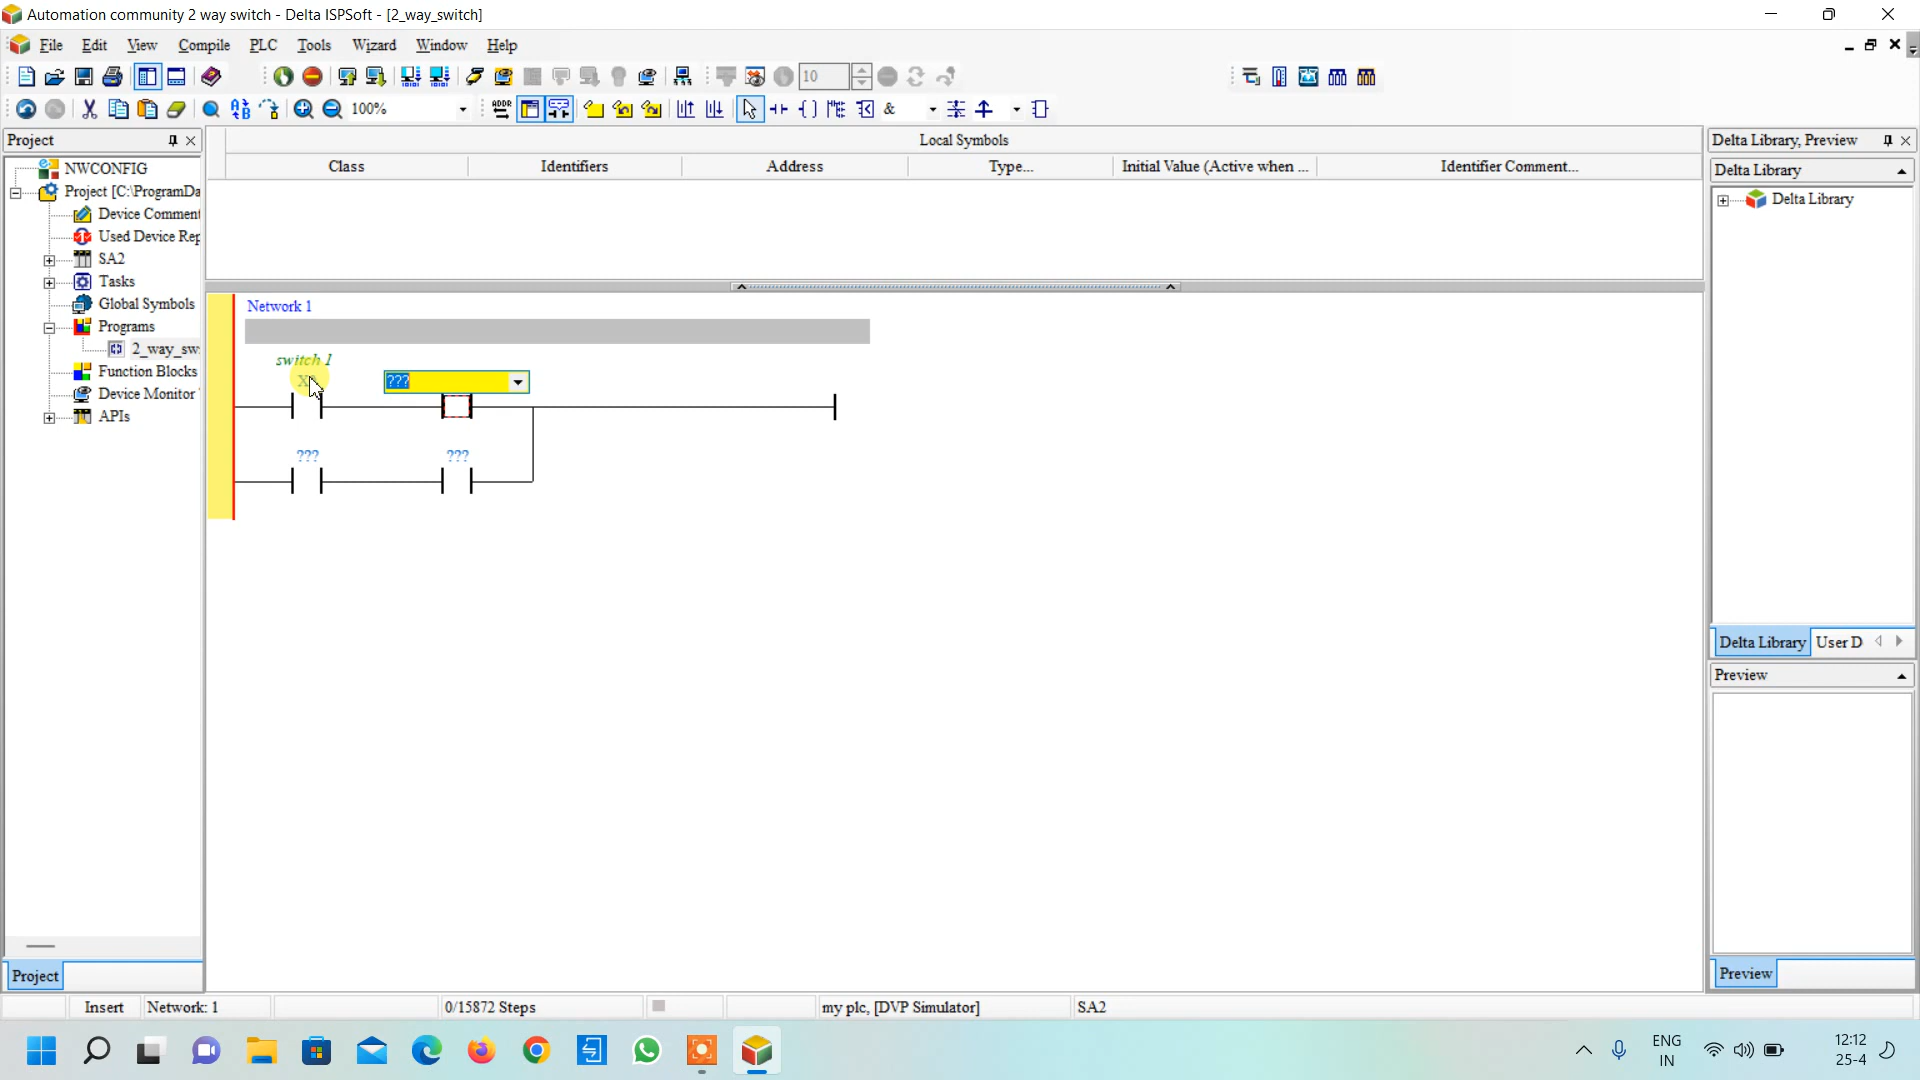 Automation community 2 way switch - Delta ISPSoft - [2_way_switch]
File Edit View Compile PLC Tools Wizard Window Help
10
ADDR
100%
&
Project
NWCONFIG
Project [C:\ProgramDa
Device Comment
Used Device Rep
SA2
Tasks
Global Symbols
Programs
2_way_sw
Function Blocks
Device Monitor
APIs
Project
Local Symbols
Class Identifiers Address Type... Initial Value (Active when ... Identifier Comment...
Network 1
switch 1
???
??? ???
Delta Library, Preview
Delta Library
Delta Library
Delta Library User D
Preview
Preview
Insert Network: 1 0/15872 Steps my plc, [DVP Simulator] SA2
ENG
IN
12:12
25-4